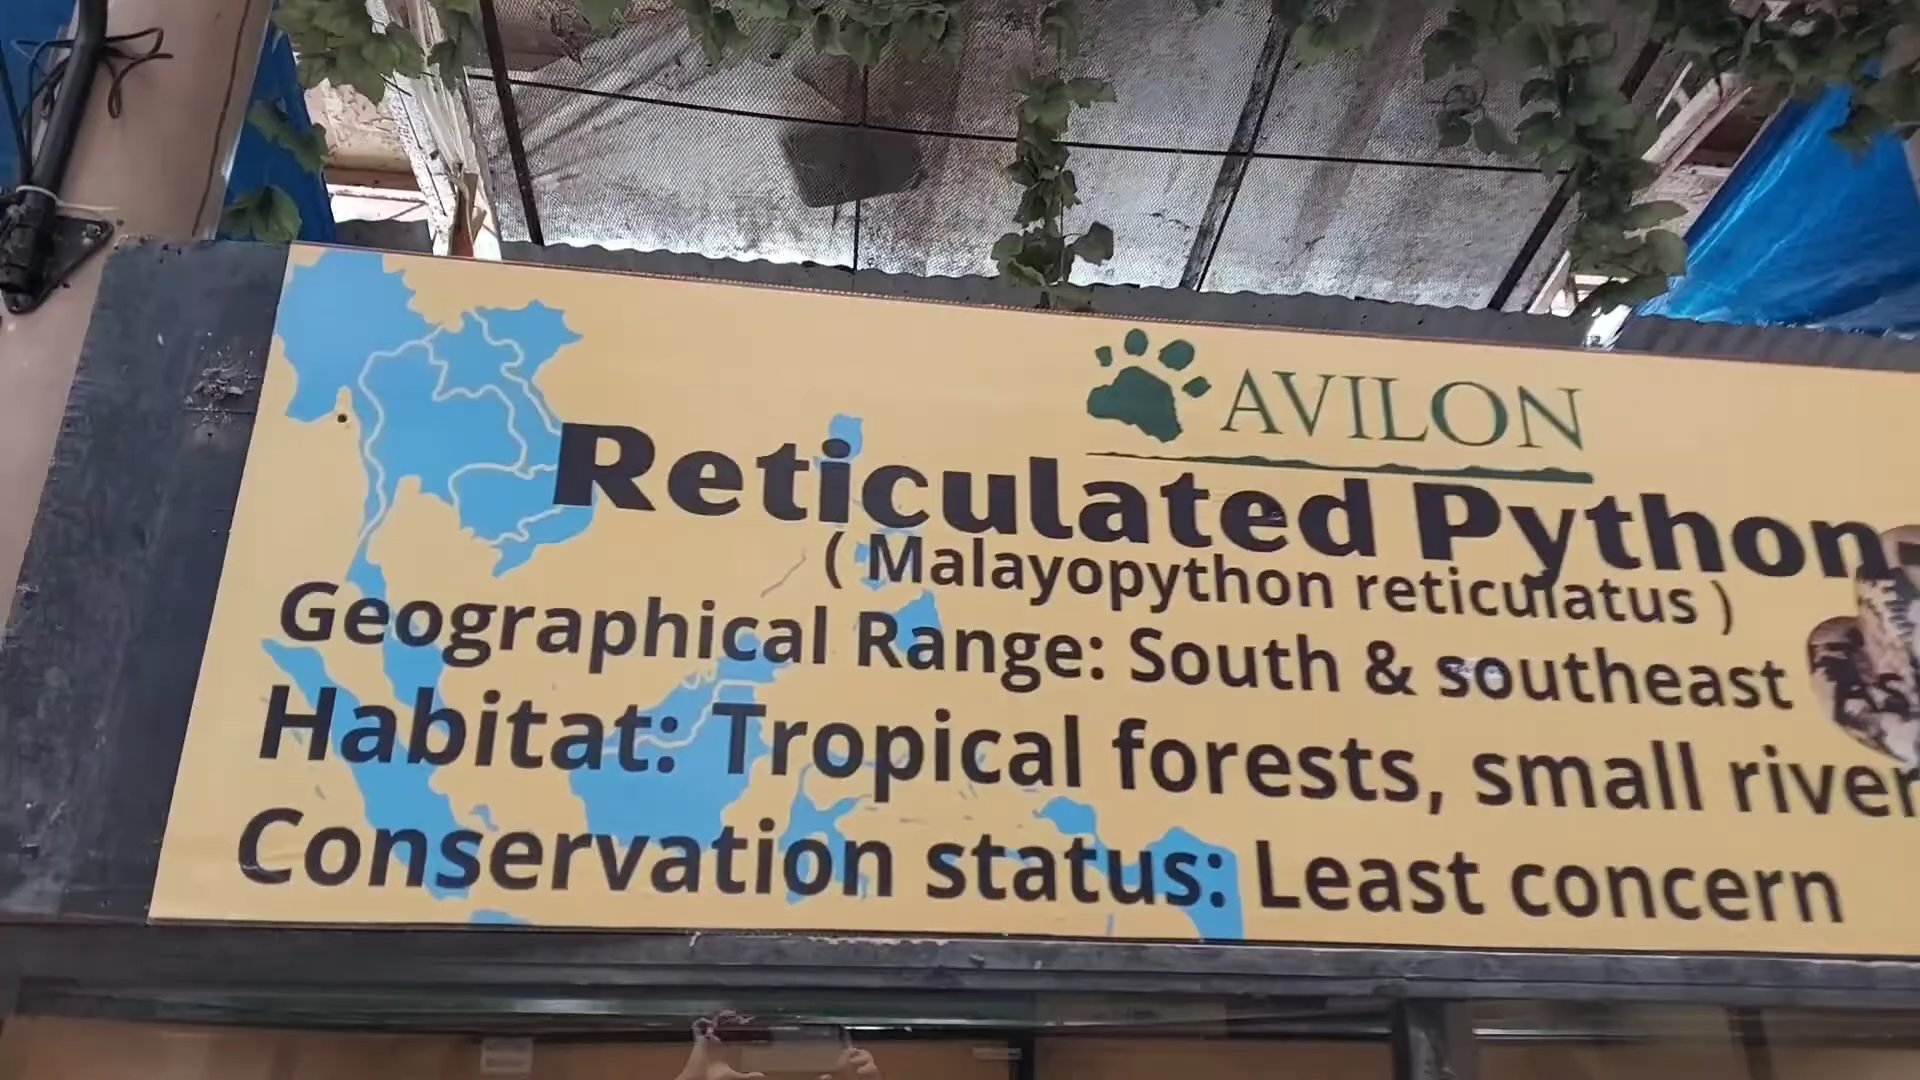 AVILON
Reticulated Python
( Malayopython reticulatus )
Geographical Range: South & southeast
Habitat: Tropical forests, small river
Conservation status: Least concern